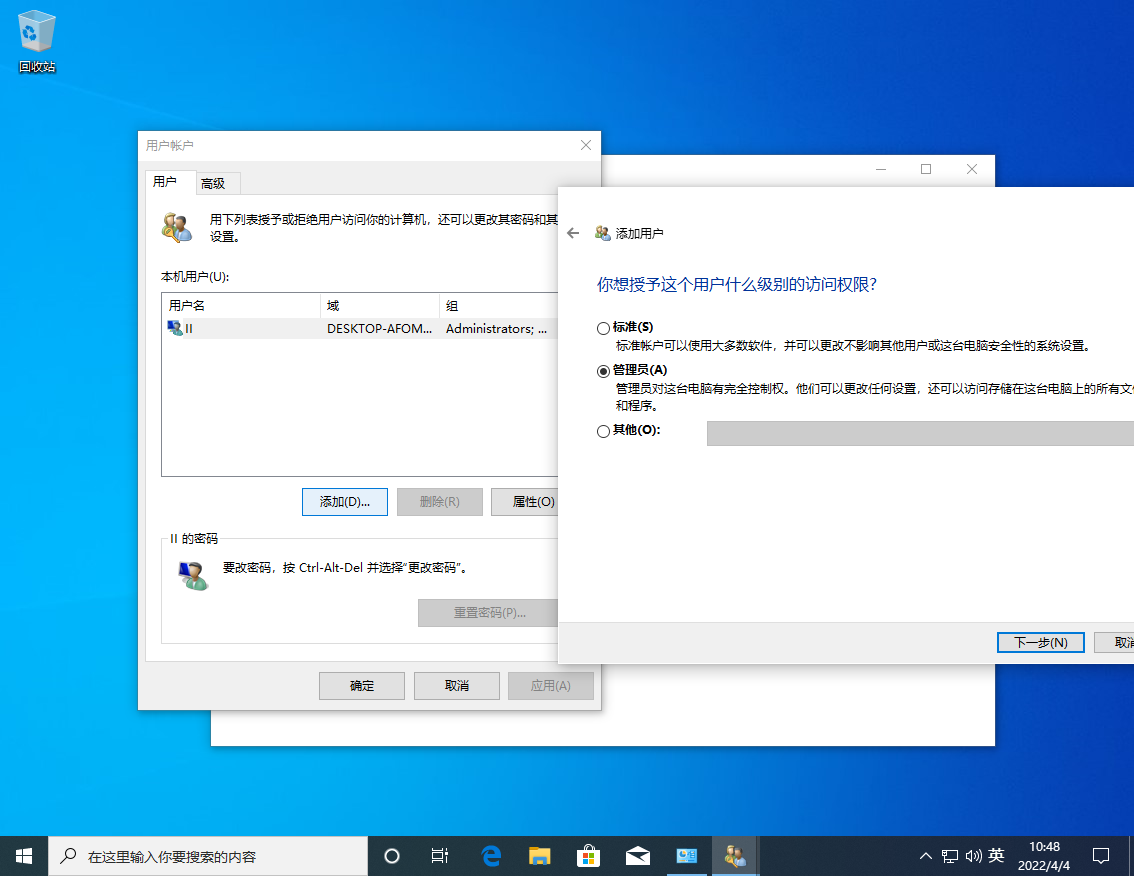 回收站
用户帐户
用户
高级
用下列表授予或拒绝用户访问你的计算机，还可以更改其密码和其
设置。
本机用户(U):
用户名
域
组
II
DESKTOP-AFOM...
Administrators; ...
添加(D)...
删除(R)
属性(O)
II 的密码
要改密码，按 Ctrl-Alt-Del 并选择"更改密码"。
重置密码(P)...
确定
取消
应用(A)
添加用户
你想授予这个用户什么级别的访问权限?
标准(S)
标准帐户可以使用大多数软件，并可以更改不影响其他用户或这台电脑安全性的系统设置。
管理员(A)
管理员对这台电脑有完全控制权。他们可以更改任何设置，还可以访问存储在这台电脑上的所有文
和程序。
其他(O):
下一步(N)
取
在这里输入你要搜索的内容
英
10:48
2022/4/4